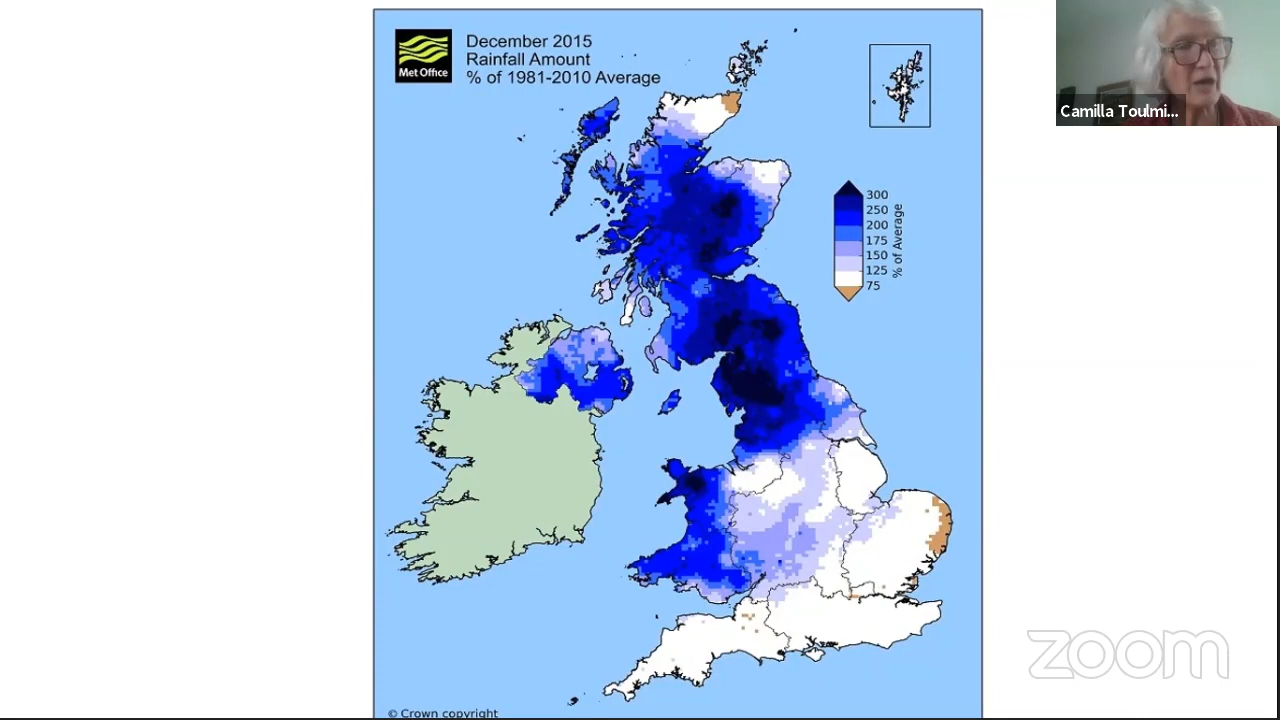 December 2015
Rainfall Amount
% of 1981-2010 Average
Met Office
Camilla Toulmi...
300
250
200
175
150
125
75
% of Average
© Crown copyright
zoom